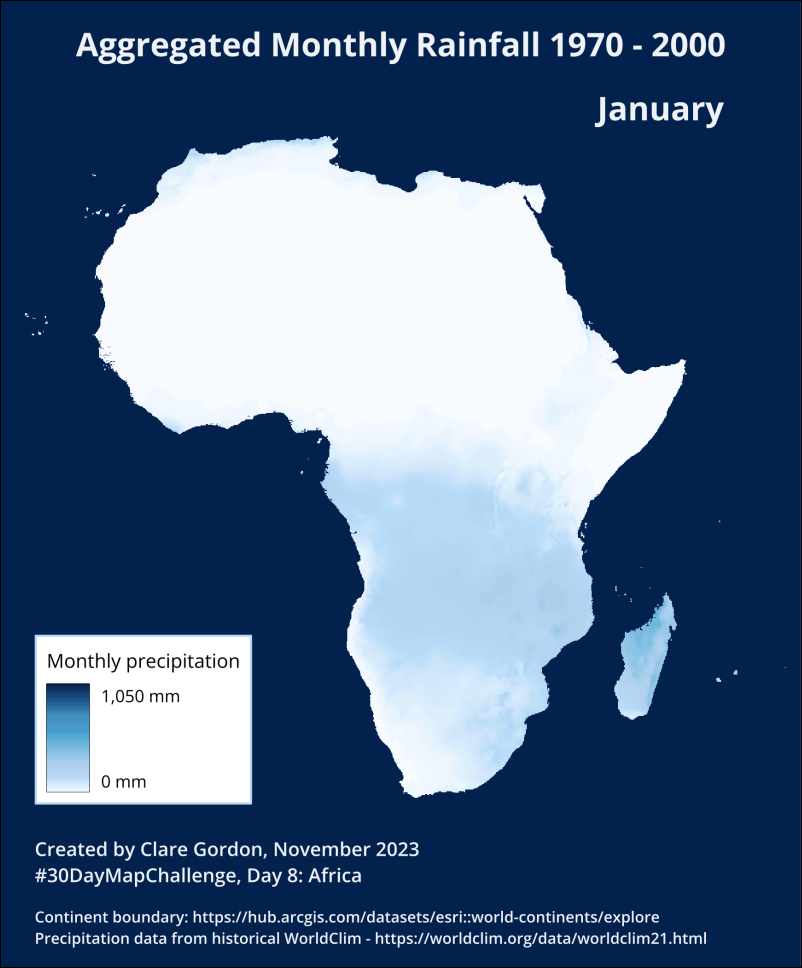 Aggregated Monthly Rainfall 1970 - 2000
January
Monthly precipitation
1,050 mm
0 mm
Created by Clare Gordon, November 2023
#30DayMapChallenge, Day 8: Africa
Continent boundary: https://hub.arcgis.com/datasets/esri::world-continents/explore
Precipitation data from historical WorldClim - https://worldclim.org/data/worldclim21.html